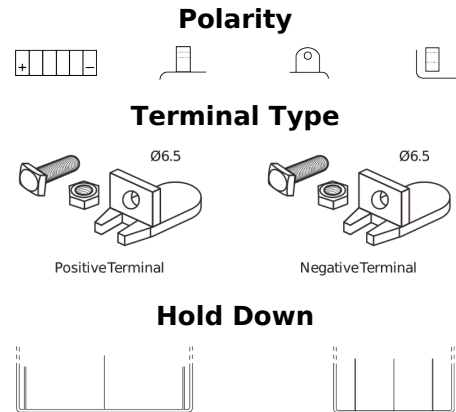 Polarity
+ –
Terminal Type
Ø6.5 Ø6.5
PositiveTerminal NegativeTerminal
Hold Down